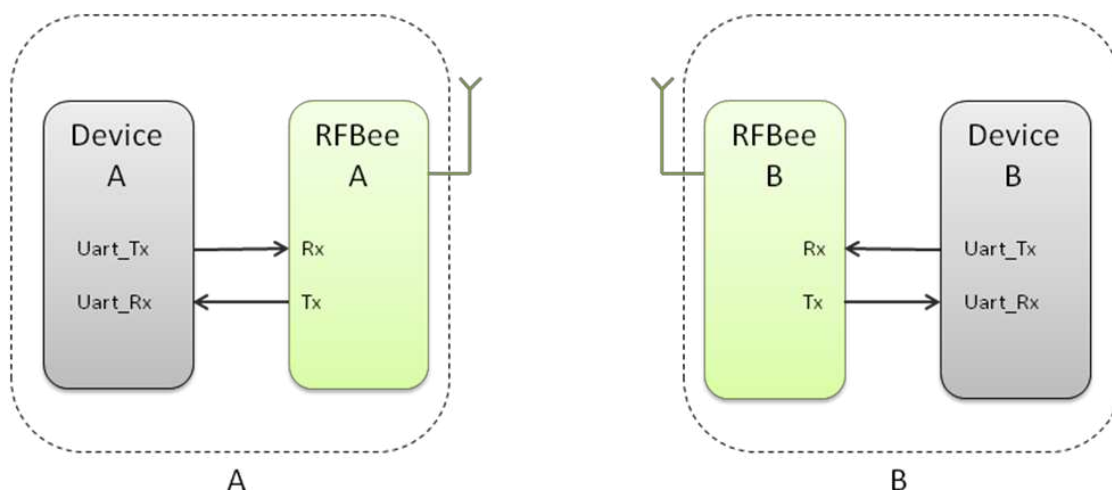 Device
A
Uart_Tx
Uart_Rx
RFBee
A
Rx
Tx
A
RFBee
B
Rx
Tx
Device
B
Uart_Tx
Uart_Rx
B